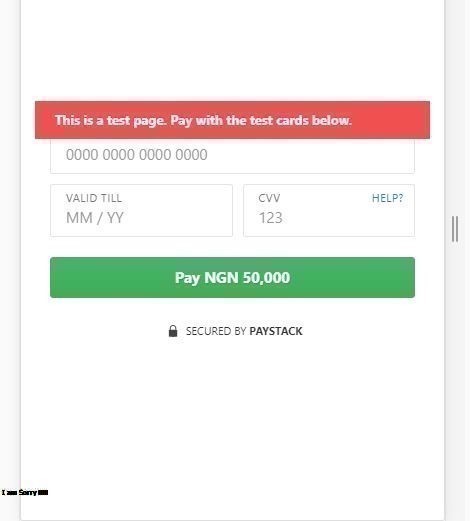 This is a test page. Pay with the test cards below.
0000 0000 0000 0000
VALID TILL
MM / YY
CVV
HELP?
123
Pay NGN 50,000
SECURED BY PAYSTACK
I am Sorry